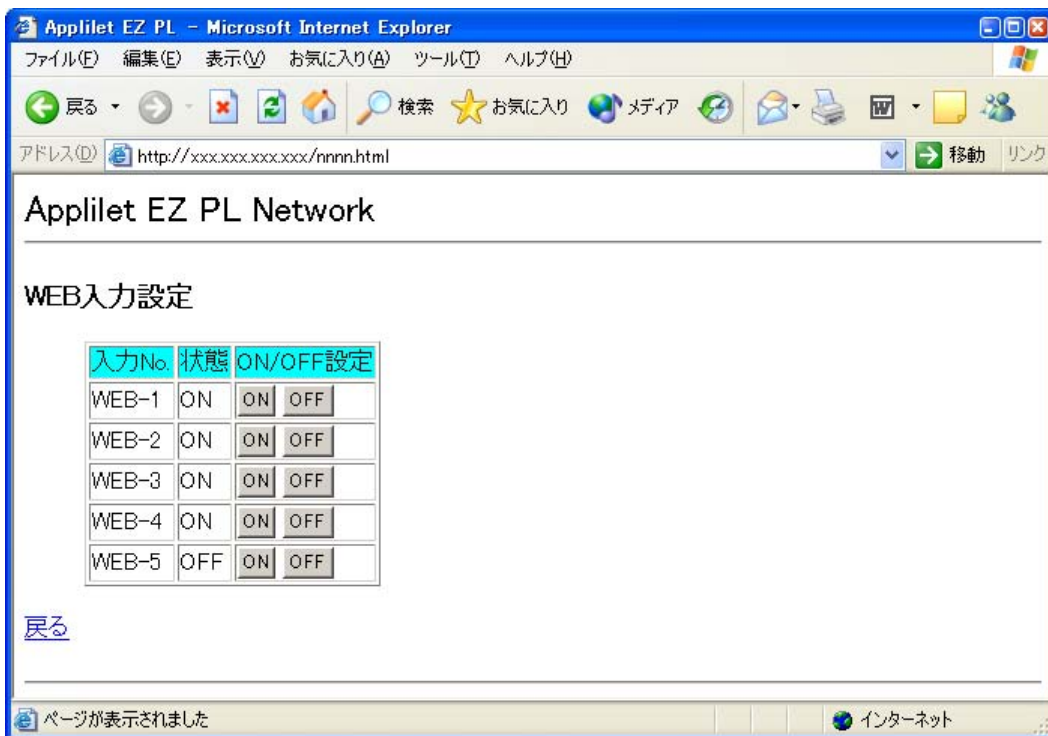 Applilet EZ PL - Microsoft Internet Explorer
ファイル(F) 編集(E) 表示(V) お気に入り(A) ツール(T) ヘルプ(H)
戻る 検索 お気に入り メディア
アドレス(D) http://xxx.xxx.xxx.xxx/nnnn.html 移動 リンク
Applilet EZ PL Network
WEB入力設定
入力No. 状態 ON/OFF設定
WEB-1 ON ON OFF
WEB-2 ON ON OFF
WEB-3 ON ON OFF
WEB-4 ON ON OFF
WEB-5 OFF ON OFF
戻る
ページが表示されました インターネット